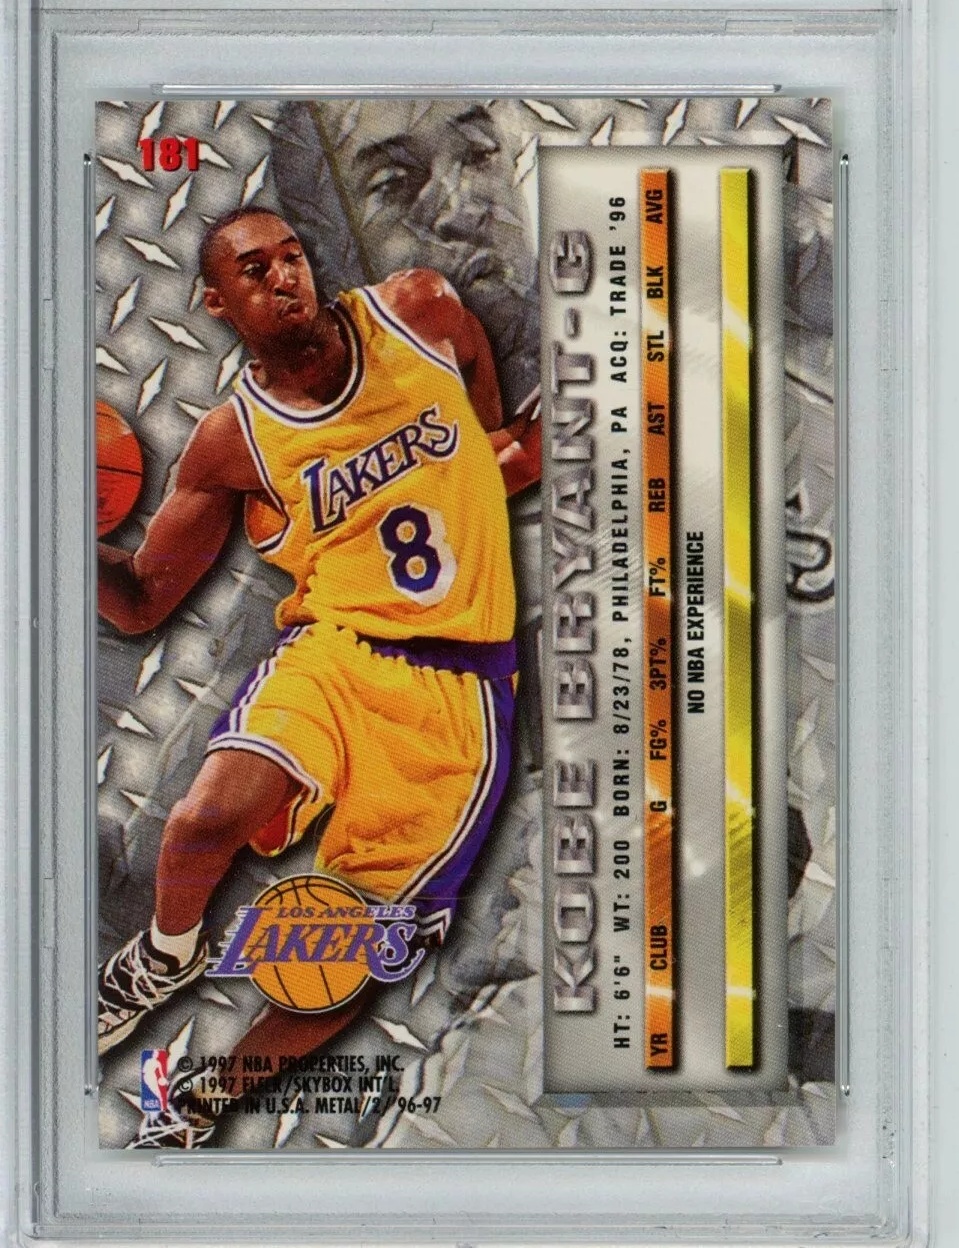 181
LAKERS
8
KOBE BRYANT - G
HT: 6'6" WT: 200 BORN: 8/23/78, PHILADELPHIA, PA ACQ: TRADE '96
YR CLUB G FG% 3PT% FT% REB AST STL BLK AVG
NO NBA EXPERIENCE
LOS ANGELES
LAKERS
NBA
© 1997 NBA PROPERTIES, INC.
© 1997 FLEER/SKYBOX INT'L.
PRINTED IN U.S.A. METAL/2/'96-97